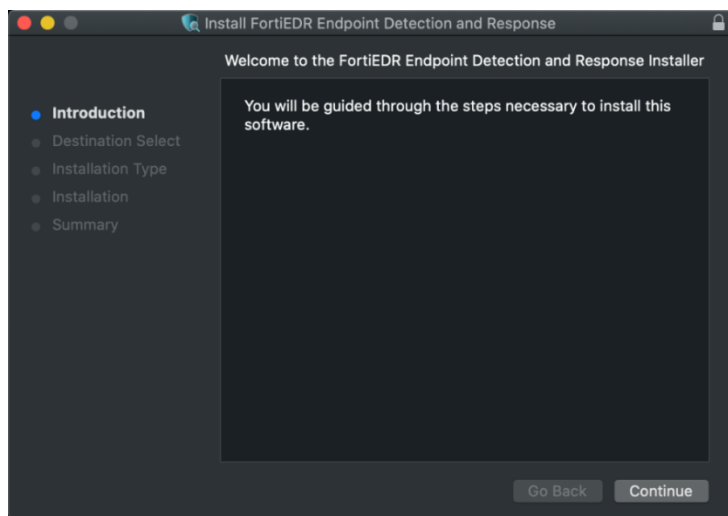 Install FortiEDR Endpoint Detection and Response
Welcome to the FortiEDR Endpoint Detection and Response Installer
Introduction
Destination Select
Installation Type
Installation
Summary
You will be guided through the steps necessary to install this
software.
Go Back
Continue